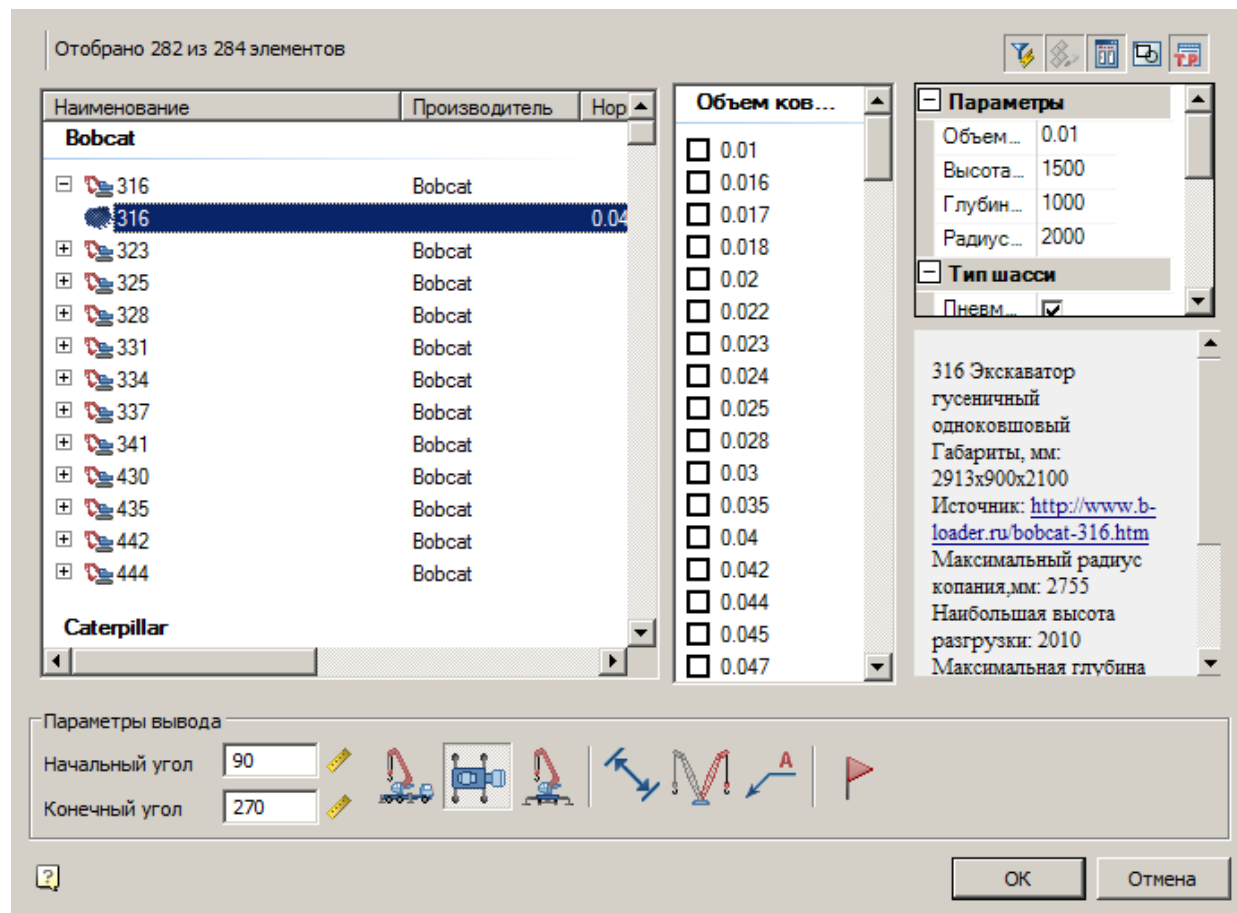 Отобрано 282 из 284 элементов
T.P
Наименование Производитель Нор
Bobcat
316 Bobcat
316 0.04
323 Bobcat
325 Bobcat
328 Bobcat
331 Bobcat
334 Bobcat
337 Bobcat
341 Bobcat
430 Bobcat
435 Bobcat
442 Bobcat
444 Bobcat
Caterpillar
Объем ков...
0.01
0.016
0.017
0.018
0.02
0.022
0.023
0.024
0.025
0.028
0.03
0.035
0.04
0.042
0.044
0.045
0.047
Параметры
Объем... 0.01
Высота... 1500
Глубин... 1000
Радиус... 2000
Тип шасси
Пневм...
316 Экскаватор
гусеничный
одноковшовый
Габариты, мм:
2913x900x2100
Источник: http://www.b-
loader.ru/bobcat-316.htm
Максимальный радиус
копания,мм: 2755
Наибольшая высота
разгрузки: 2010
Максимальная глубина
Параметры вывода
Начальный угол 90
Конечный угол 270
A
?
OK Отмена